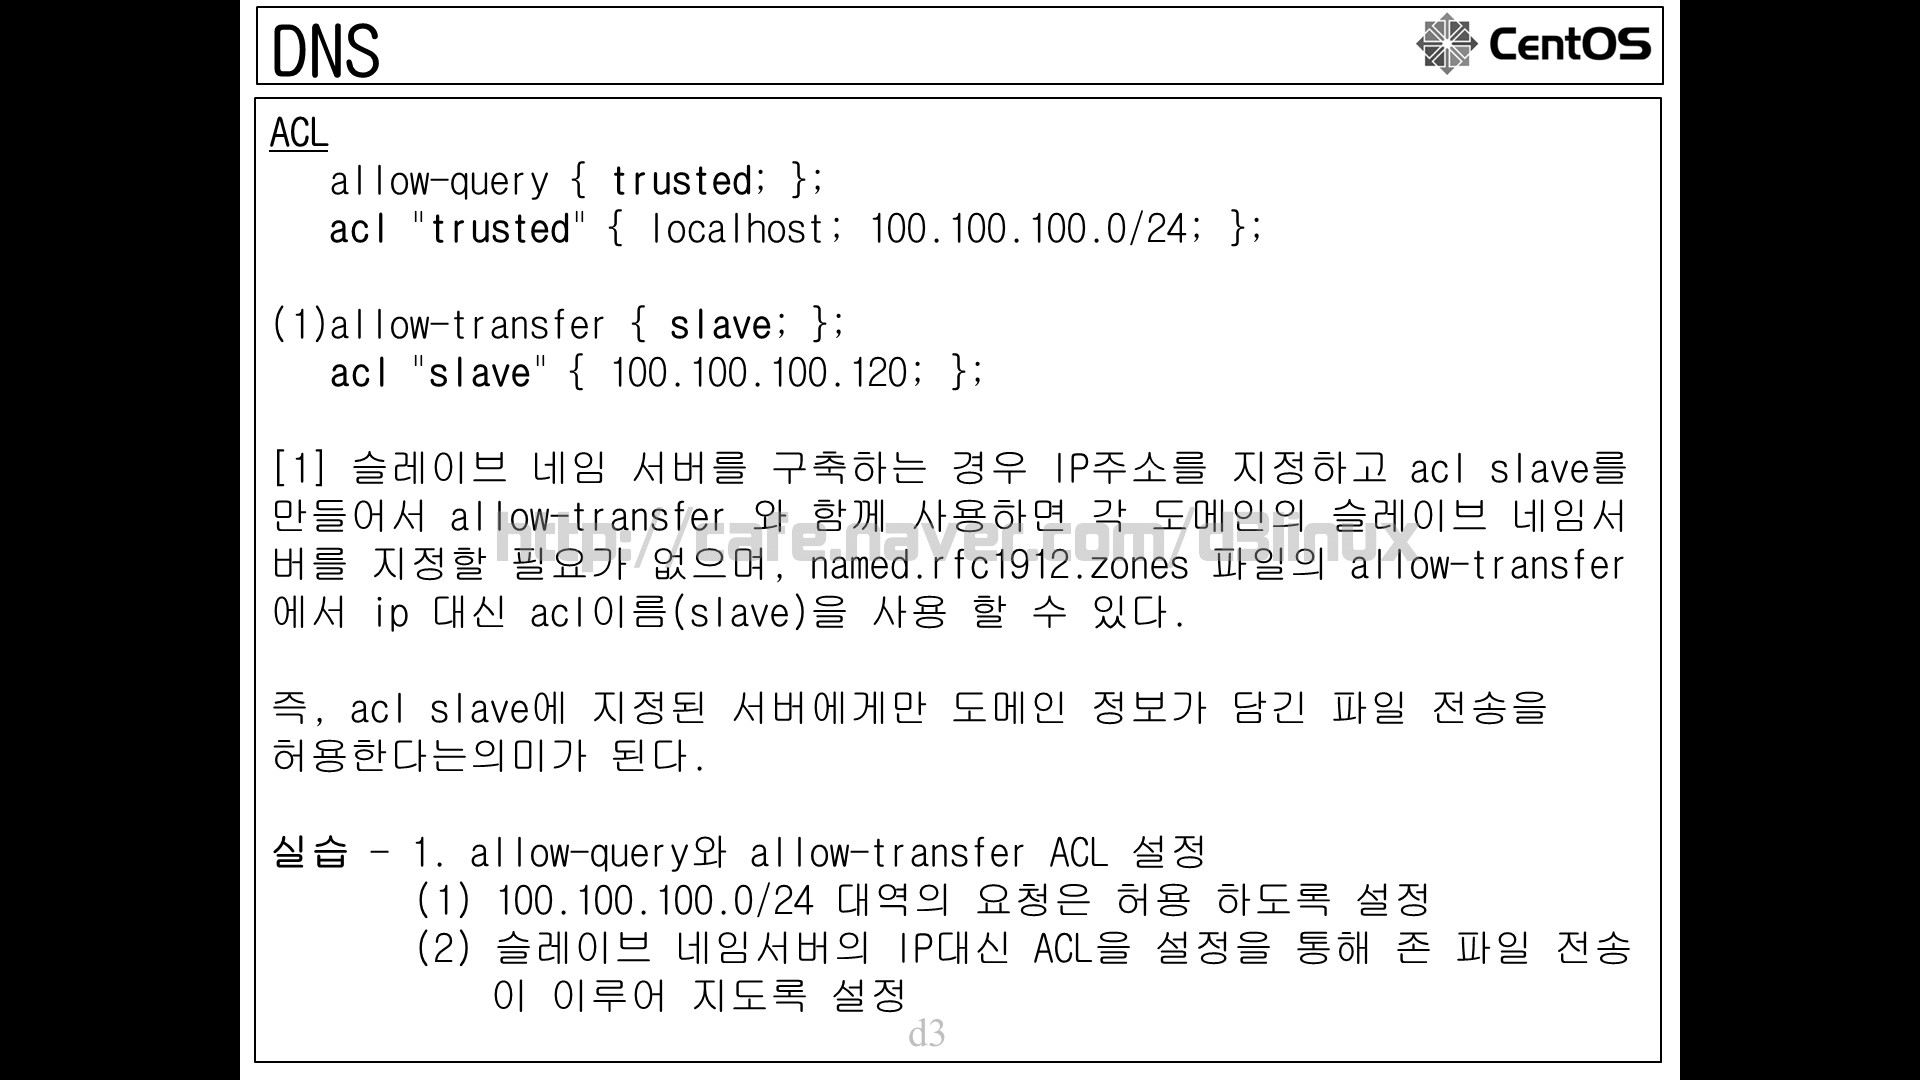 DNS
CentOS
ACL
allow-query { trusted; };
acl "trusted" { localhost; 100.100.100.0/24; };
(1)allow-transfer { slave; };
acl "slave" { 100.100.100.120; };
[1] 슬레이브 네임 서버를 구축하는 경우 IP주소를 지정하고 acl slave를
만들어서 allow-transfer 와 함께 사용하면 각 도메인의 슬레이브 네임서
http://cafe.naver.com/d3linux
버를 지정할 필요가 없으며, named.rfc1912.zones 파일의 allow-transfer
에서 ip 대신 acl이름(slave)을 사용 할 수 있다.
즉, acl slave에 지정된 서버에게만 도메인 정보가 담긴 파일 전송을
허용한다는의미가 된다.
실습 - 1. allow-query와 allow-transfer ACL 설정
(1) 100.100.100.0/24 대역의 요청은 허용 하도록 설정
(2) 슬레이브 네임서버의 IP대신 ACL을 설정을 통해 존 파일 전송
이 이루어 지도록 설정
d3